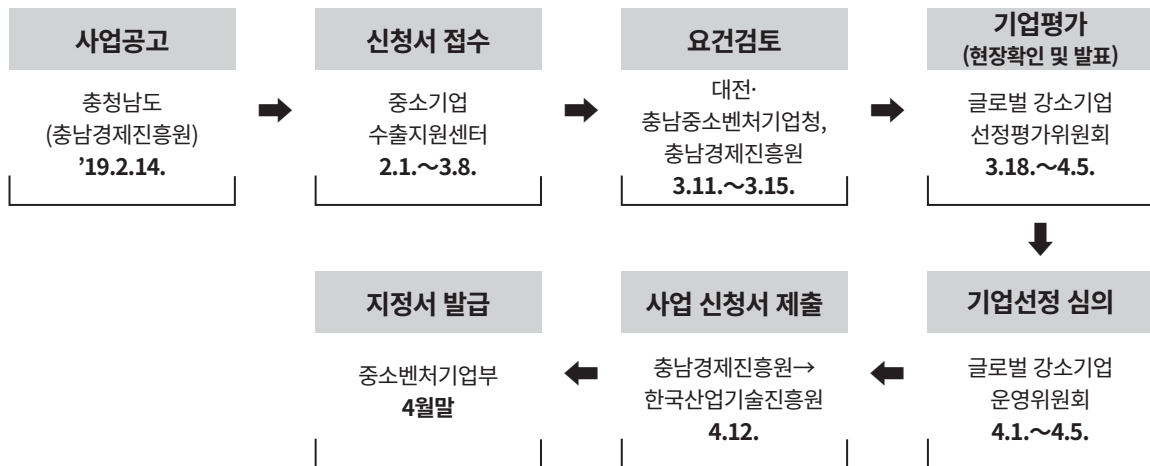 사업공고
충청남도
(충남경제진흥원)
’19.2.14.
신청서 접수
중소기업
수출지원센터
2.1.～3.8.
요건검토
대전·
충남중소벤처기업청,
충남경제진흥원
3.11.～3.15.
기업평가
(현장확인 및 발표)
글로벌 강소기업
선정평가위원회
3.18.～4.5.
기업선정 심의
글로벌 강소기업
운영위원회
4.1.～4.5.
사업 신청서 제출
충남경제진흥원→
한국산업기술진흥원
4.12.
지정서 발급
중소벤처기업부
4월말